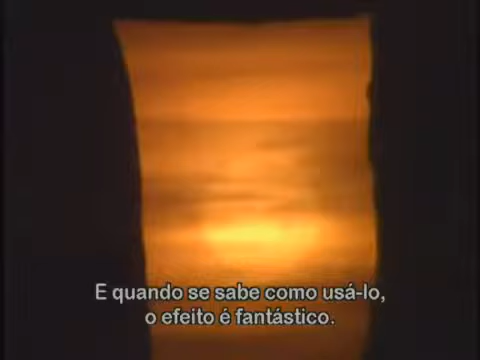 E quando se sabe como usá-lo,
o efeito é fantástico.